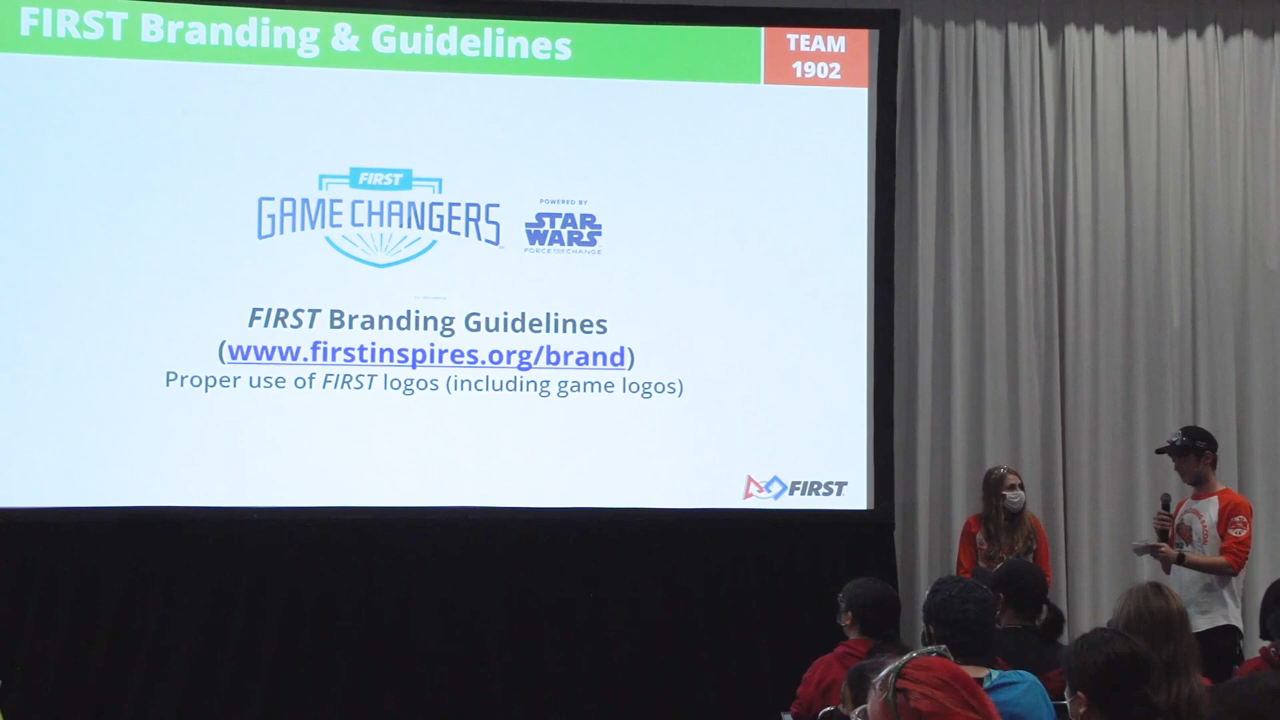 FIRST Branding & Guidelines
TEAM
1902
FIRST
GAME CHANGERS
POWERED BY
STAR
WARS
FORCE FOR CHANGE
FIRST Branding Guidelines
(www.firstinspires.org/brand)
Proper use of FIRST logos (including game logos)
FIRST